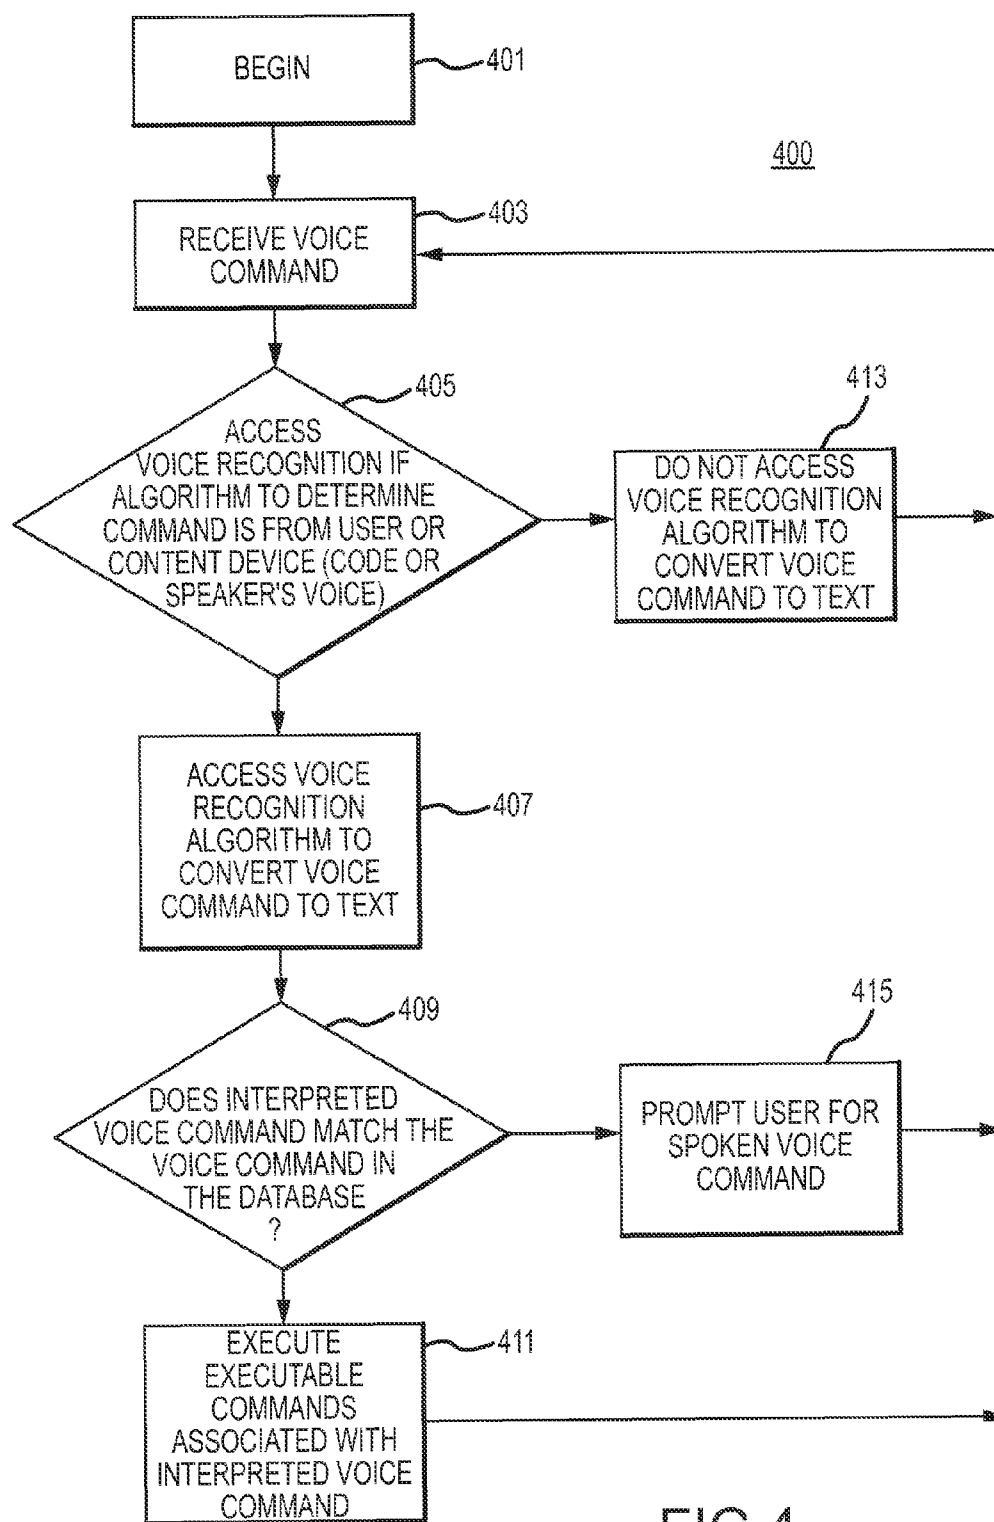 BEGIN
401
400
403
RECEIVE VOICE
COMMAND
405
ACCESS
VOICE RECOGNITION IF
ALGORITHM TO DETERMINE
COMMAND IS FROM USER OR
CONTENT DEVICE (CODE OR
SPEAKER'S VOICE)
413
DO NOT ACCESS
VOICE RECOGNITION
ALGORITHM TO
CONVERT VOICE
COMMAND TO TEXT
ACCESS VOICE
RECOGNITION
ALGORITHM TO
CONVERT VOICE
COMMAND TO TEXT
407
409
DOES INTERPRETED
VOICE COMMAND MATCH THE
VOICE COMMAND IN
THE DATABASE
?
415
PROMPT USER FOR
SPOKEN VOICE
COMMAND
411
EXECUTE
EXECUTABLE
COMMANDS
ASSOCIATED WITH
INTERPRETED VOICE
COMMAND
FIG.4